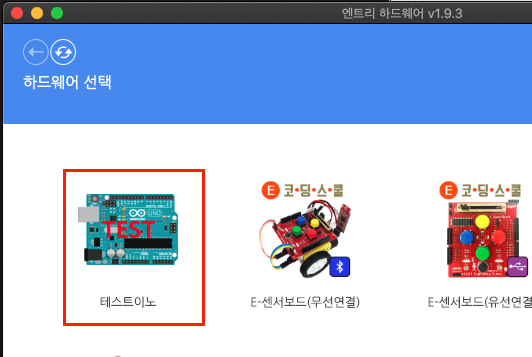 엔트리 하드웨어 v1.9.3
하드웨어 선택
E 코·딩·스·쿨
E 코·딩·스·쿨
UNO
TEST
테스트이노
E-센서보드(무선연결)
E-센서보드(유선연결